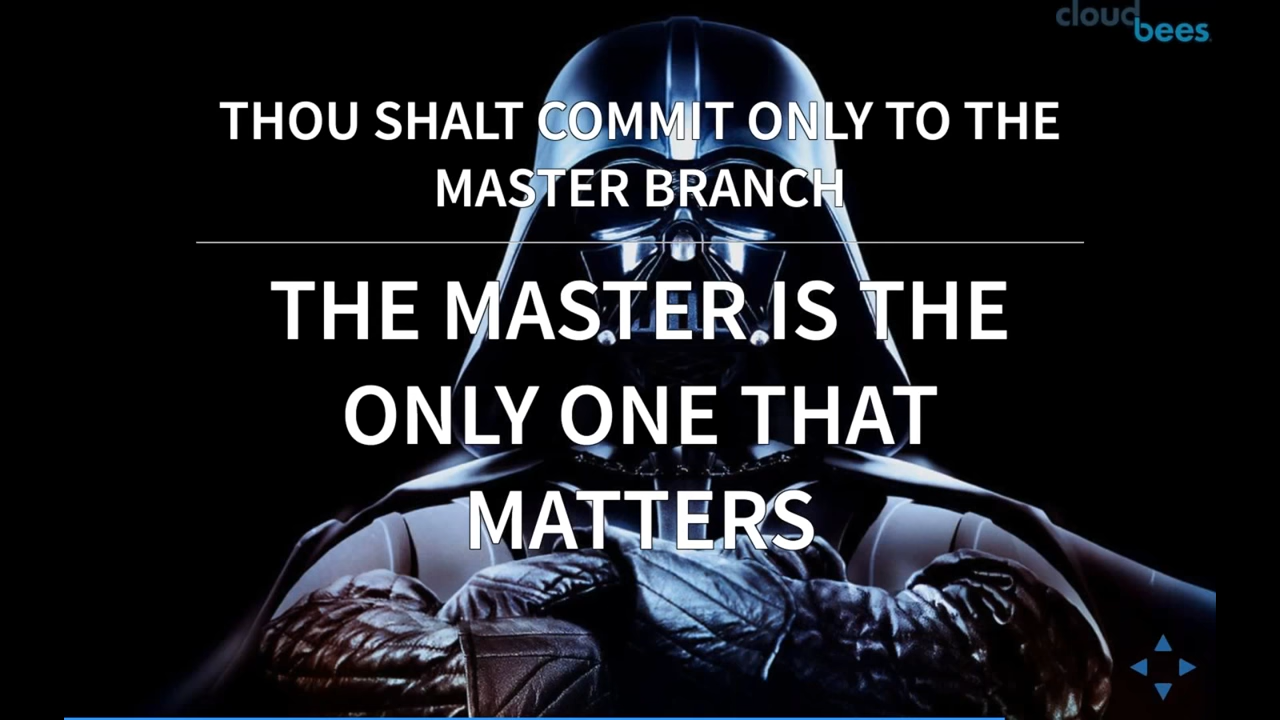 cloudbees
THOU SHALT COMMIT ONLY TO THE
MASTER BRANCH
THE MASTER IS THE
ONLY ONE THAT
MATTERS